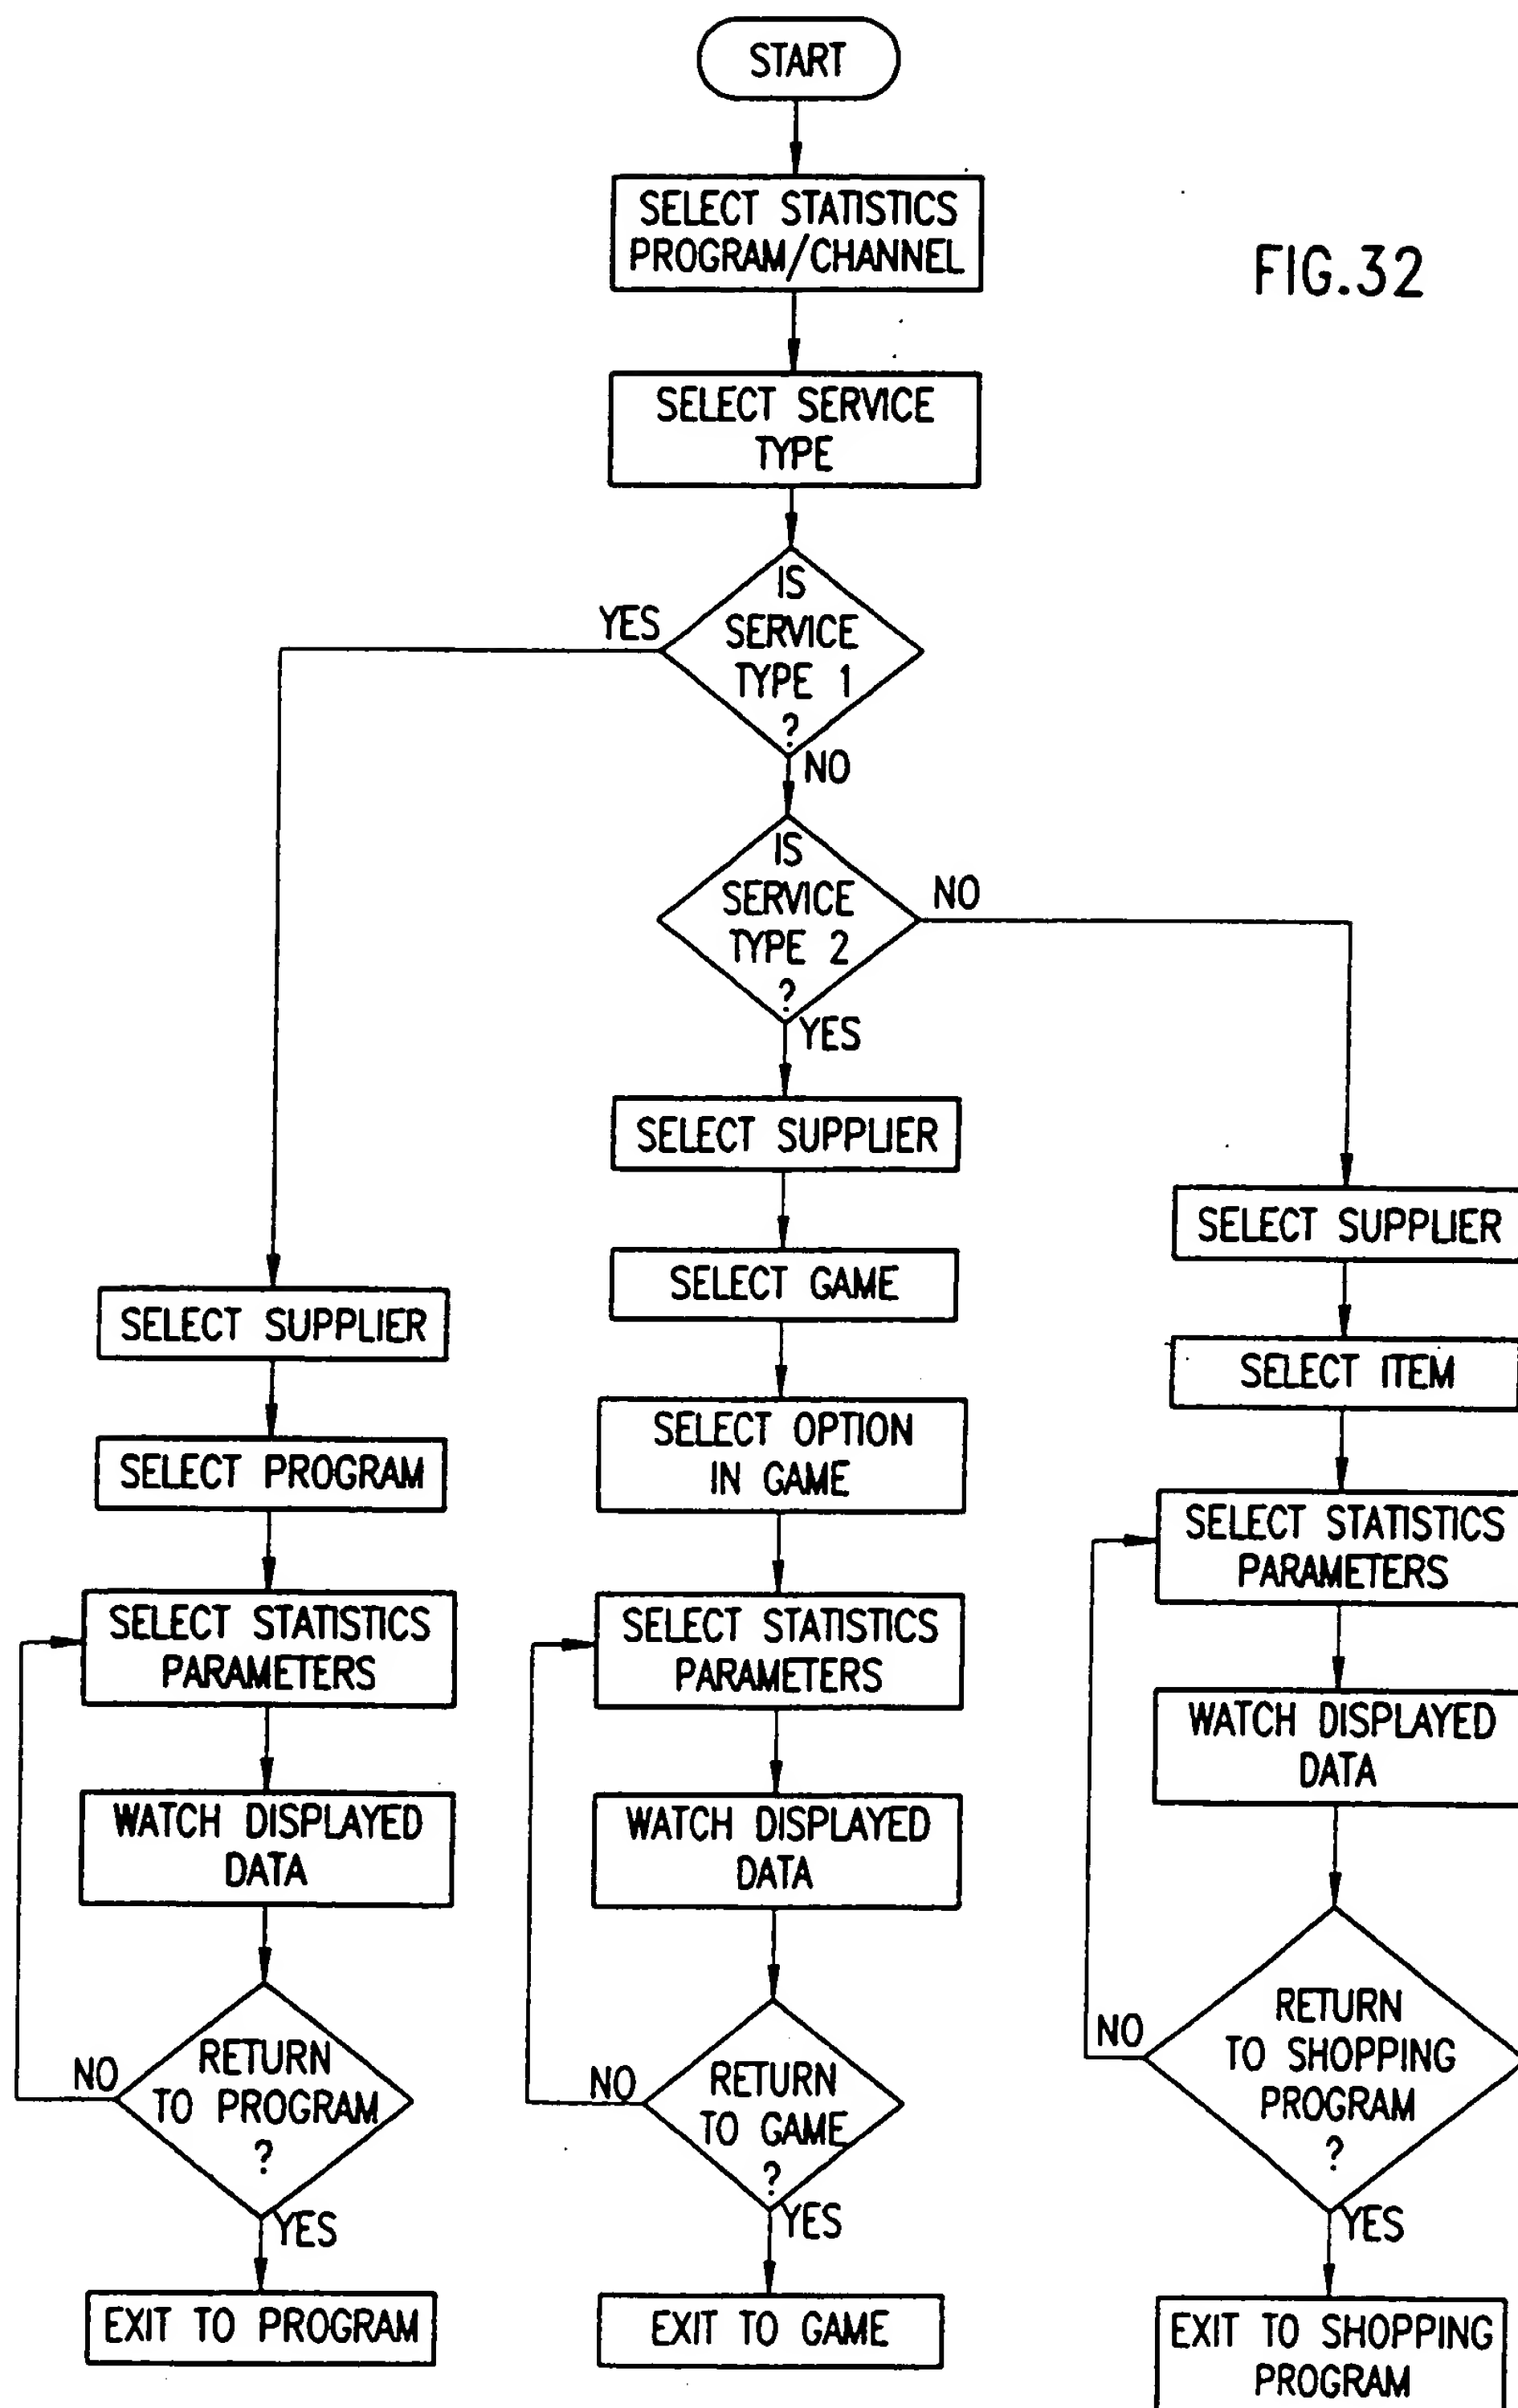 START
SELECT STATISTICS
PROGRAM/CHANNEL
FIG.32
SELECT SERVICE
TYPE
IS
SERVICE
TYPE 1
?
YES
NO
IS
SERVICE
TYPE 2
?
NO
YES
SELECT SUPPLIER
SELECT PROGRAM
SELECT STATISTICS
PARAMETERS
WATCH DISPLAYED
DATA
RETURN
TO PROGRAM
?
NO
YES
EXIT TO PROGRAM
SELECT SUPPLIER
SELECT GAME
SELECT OPTION
IN GAME
SELECT STATISTICS
PARAMETERS
WATCH DISPLAYED
DATA
RETURN
TO GAME
?
NO
YES
EXIT TO GAME
SELECT SUPPLIER
SELECT ITEM
SELECT STATISTICS
PARAMETERS
WATCH DISPLAYED
DATA
RETURN
TO SHOPPING
PROGRAM
?
NO
YES
EXIT TO SHOPPING
PROGRAM